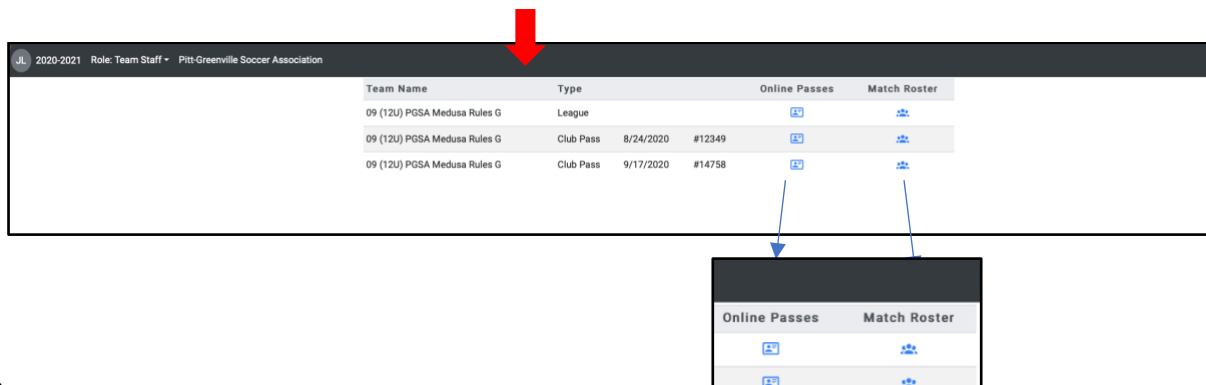 JL 2020-2021 Role: Team Staff Pitt-Greenville Soccer Association
Team Name Type Online Passes Match Roster
09 (12U) PGSA Medusa Rules G League
09 (12U) PGSA Medusa Rules G Club Pass 8/24/2020 #12349
09 (12U) PGSA Medusa Rules G Club Pass 9/17/2020 #14758
Online Passes Match Roster